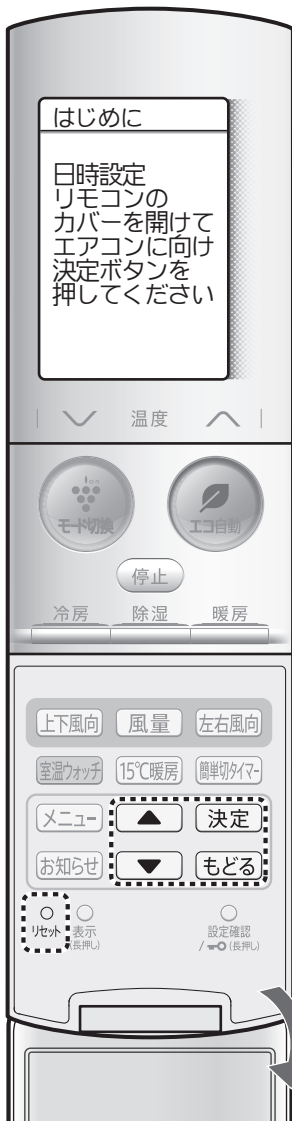 はじめに
日時設定
リモコンの
カバーを開けて
エアコンに向け
決定ボタンを
押してください
温度
Ion
モード切換
エコ自動
停止
冷房 除湿 暖房
上下風向 風量 左右風向
室温ウォッチ 15℃暖房 簡単切タイマー
メニュー ▲ 決定
お知らせ ▼ もどる
リセット 表示 設定確認
(長押し) / (長押し)